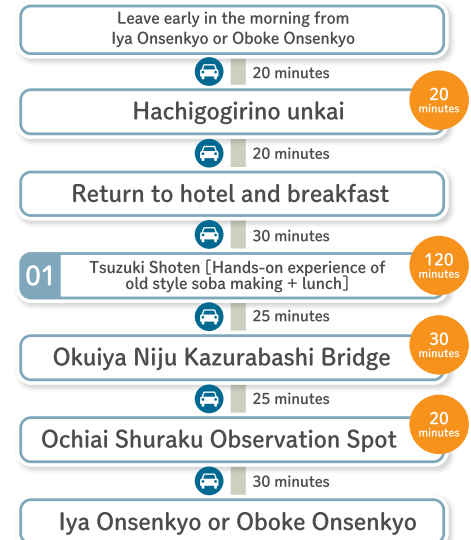 Leave early in the morning from
Iya Onsenkyo or Oboke Onsenkyo
20 minutes
20
minutes
Hachigogirino unkai
20 minutes
Return to hotel and breakfast
30 minutes
120
minutes
01
Tsuzuki Shoten [Hands-on experience of
old style soba making + lunch]
25 minutes
30
minutes
Okuiya Niju Kazurabashi Bridge
25 minutes
20
minutes
Ochiai Shuraku Observation Spot
30 minutes
Iya Onsenkyo or Oboke Onsenkyo